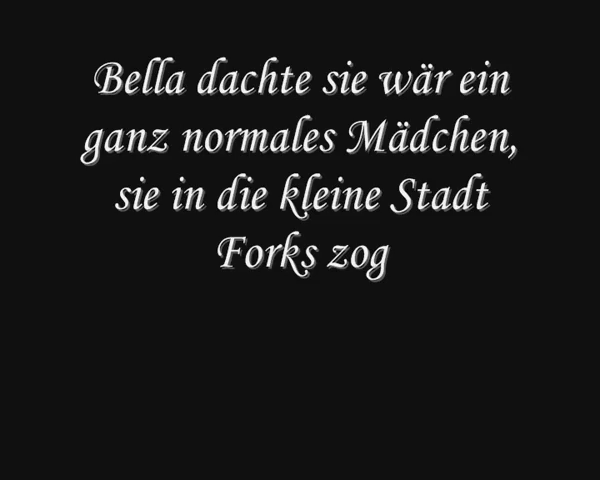 Bella dachte sie wär ein
ganz normales Mädchen,
sie in die kleine Stadt
Forks zog